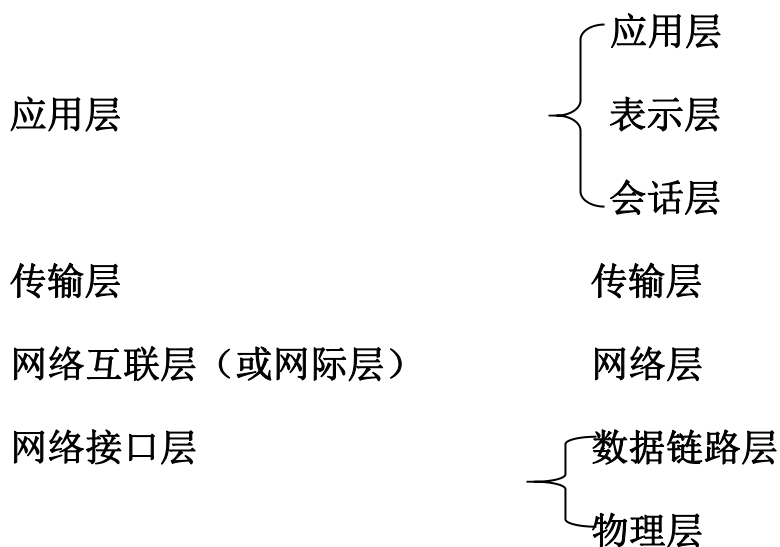 应用层
应用层 表示层
会话层
传输层 传输层
网络互联层（或网际层） 网络层
网络接口层 数据链路层
物理层